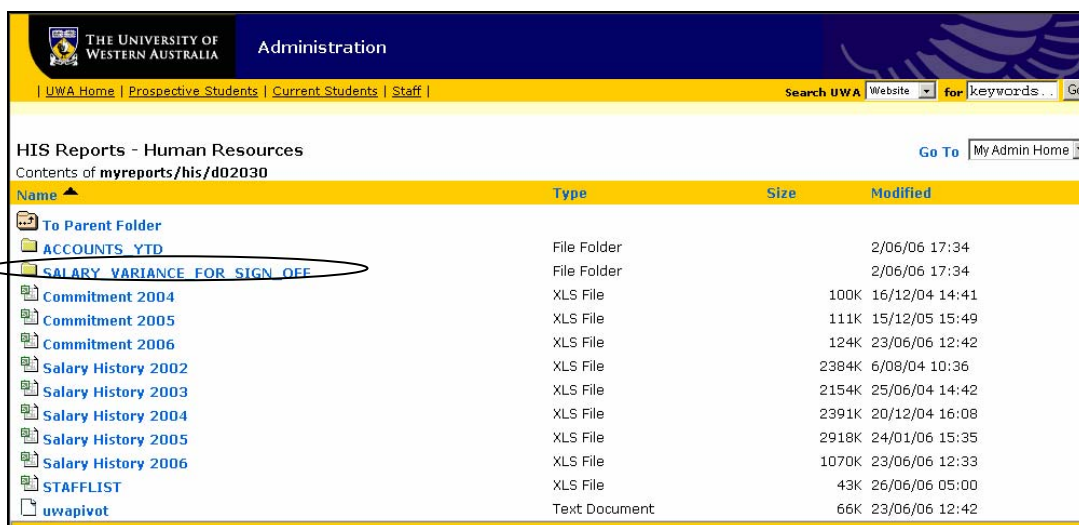 THE UNIVERSITY OF
WESTERN AUSTRALIA
Administration
| UWA Home | Prospective Students | Current Students | Staff |
Search UWA Website for keywords..
HIS Reports - Human Resources
Go To My Admin Home
Contents of myreports/his/d02030
Name Type Size Modified
To Parent Folder
ACCOUNTS_YTD File Folder 2/06/06 17:34
SALARY_VARIANCE_FOR_SIGN_OFF File Folder 2/06/06 17:34
Commitment 2004 XLS File 100K 16/12/04 14:41
Commitment 2005 XLS File 111K 15/12/05 15:49
Commitment 2006 XLS File 124K 23/06/06 12:42
Salary History 2002 XLS File 2384K 6/08/04 10:36
Salary History 2003 XLS File 2154K 25/06/04 14:42
Salary History 2004 XLS File 2391K 20/12/04 16:08
Salary History 2005 XLS File 2918K 24/01/06 15:35
Salary History 2006 XLS File 1070K 23/06/06 12:33
STAFFLIST XLS File 43K 26/06/06 05:00
uwapivot Text Document 66K 23/06/06 12:42